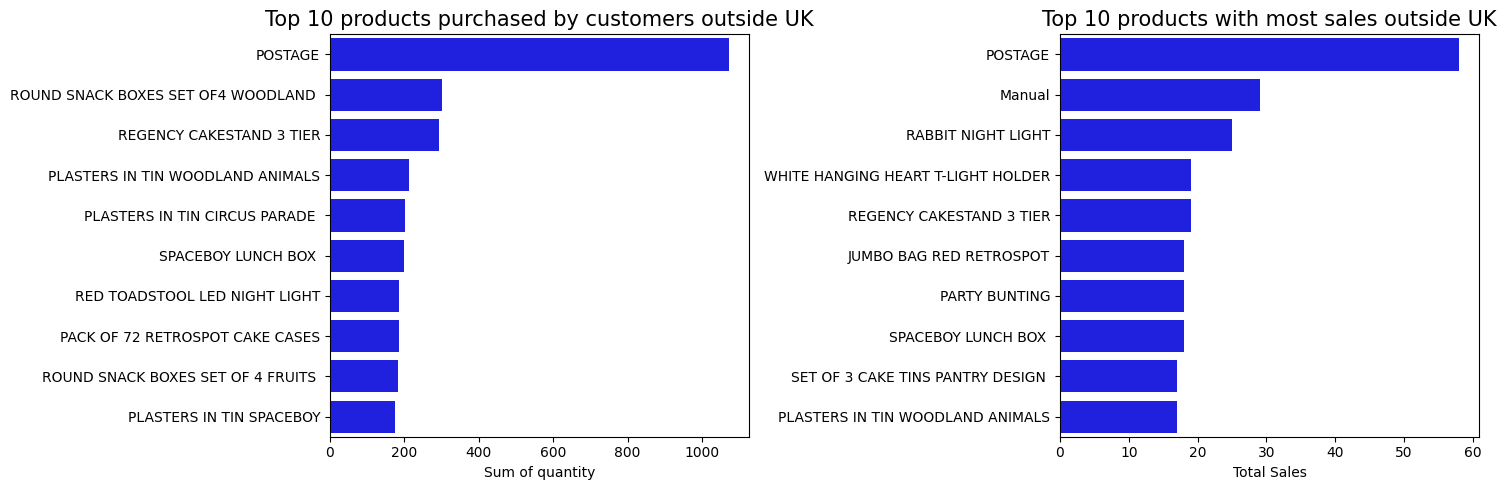 Top 10 products purchased by customers outside UK
POSTAGE
ROUND SNACK BOXES SET OF4 WOODLAND
REGENCY CAKESTAND 3 TIER
PLASTERS IN TIN WOODLAND ANIMALS
PLASTERS IN TIN CIRCUS PARADE
SPACEBOY LUNCH BOX
RED TOADSTOOL LED NIGHT LIGHT
PACK OF 72 RETROSPOT CAKE CASES
ROUND SNACK BOXES SET OF 4 FRUITS
PLASTERS IN TIN SPACEBOY
0 200 400 600 800 1000
Sum of quantity
Top 10 products with most sales outside UK
POSTAGE
Manual
RABBIT NIGHT LIGHT
WHITE HANGING HEART T-LIGHT HOLDER
REGENCY CAKESTAND 3 TIER
JUMBO BAG RED RETROSPOT
PARTY BUNTING
SPACEBOY LUNCH BOX
SET OF 3 CAKE TINS PANTRY DESIGN
PLASTERS IN TIN WOODLAND ANIMALS
0 10 20 30 40 50 60
Total Sales